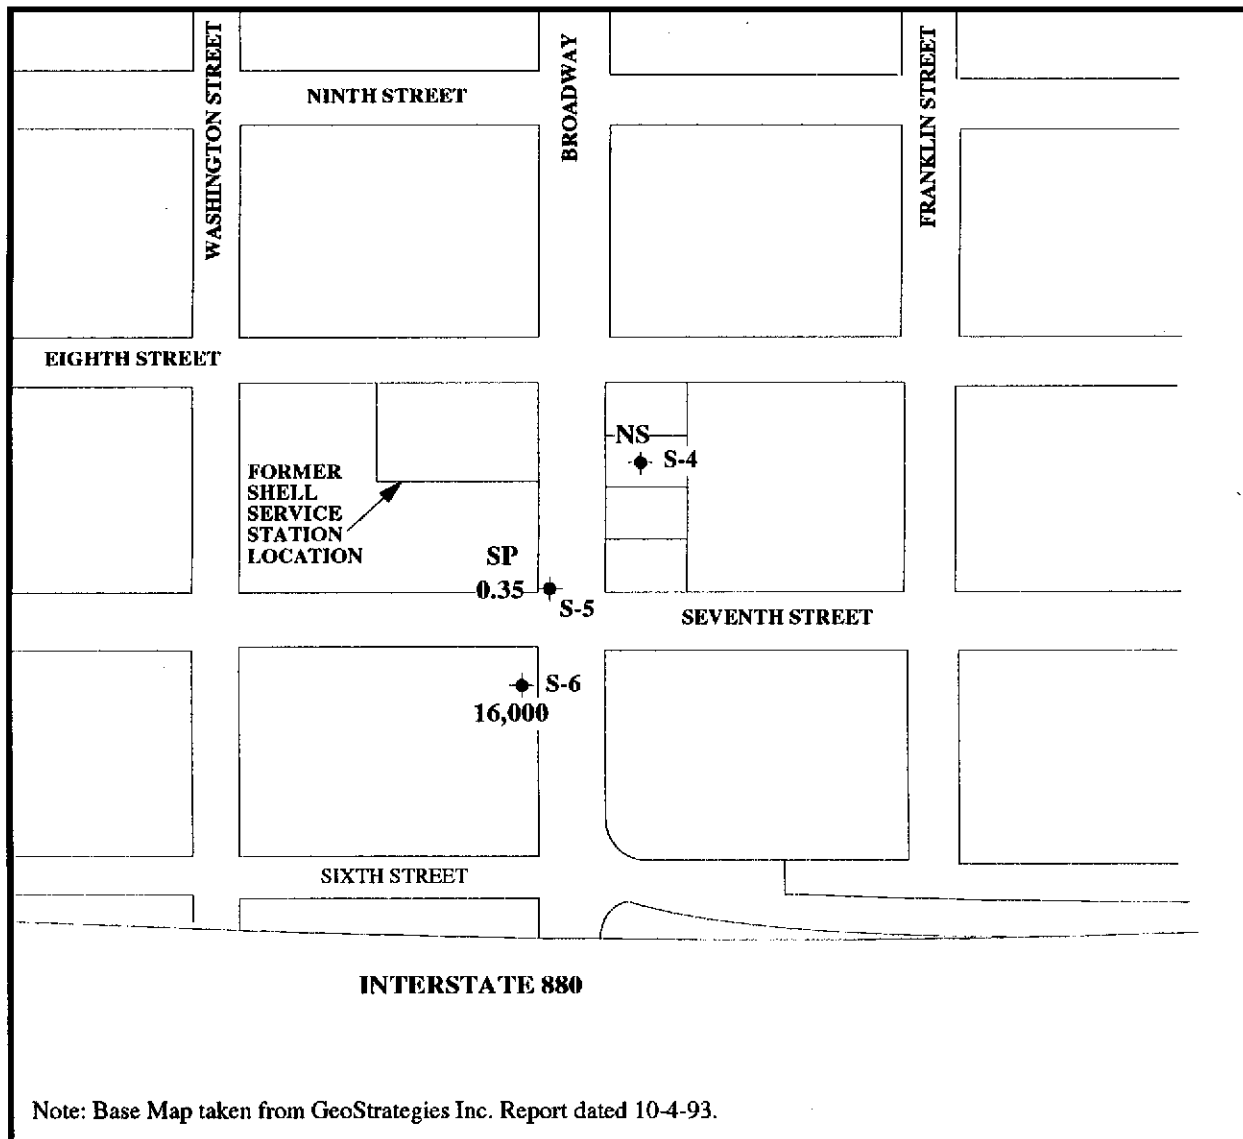 WASHINGTON STREET
BROADWAY
FRANKLIN STREET
NINTH STREET
EIGHTH STREET
NS
S-4
FORMER
SHELL
SERVICE
STATION
LOCATION
SP
0.35
S-5
SEVENTH STREET
S-6
16,000
SIXTH STREET
INTERSTATE 880
Note: Base Map taken from GeoStrategies Inc. Report dated 10-4-93.